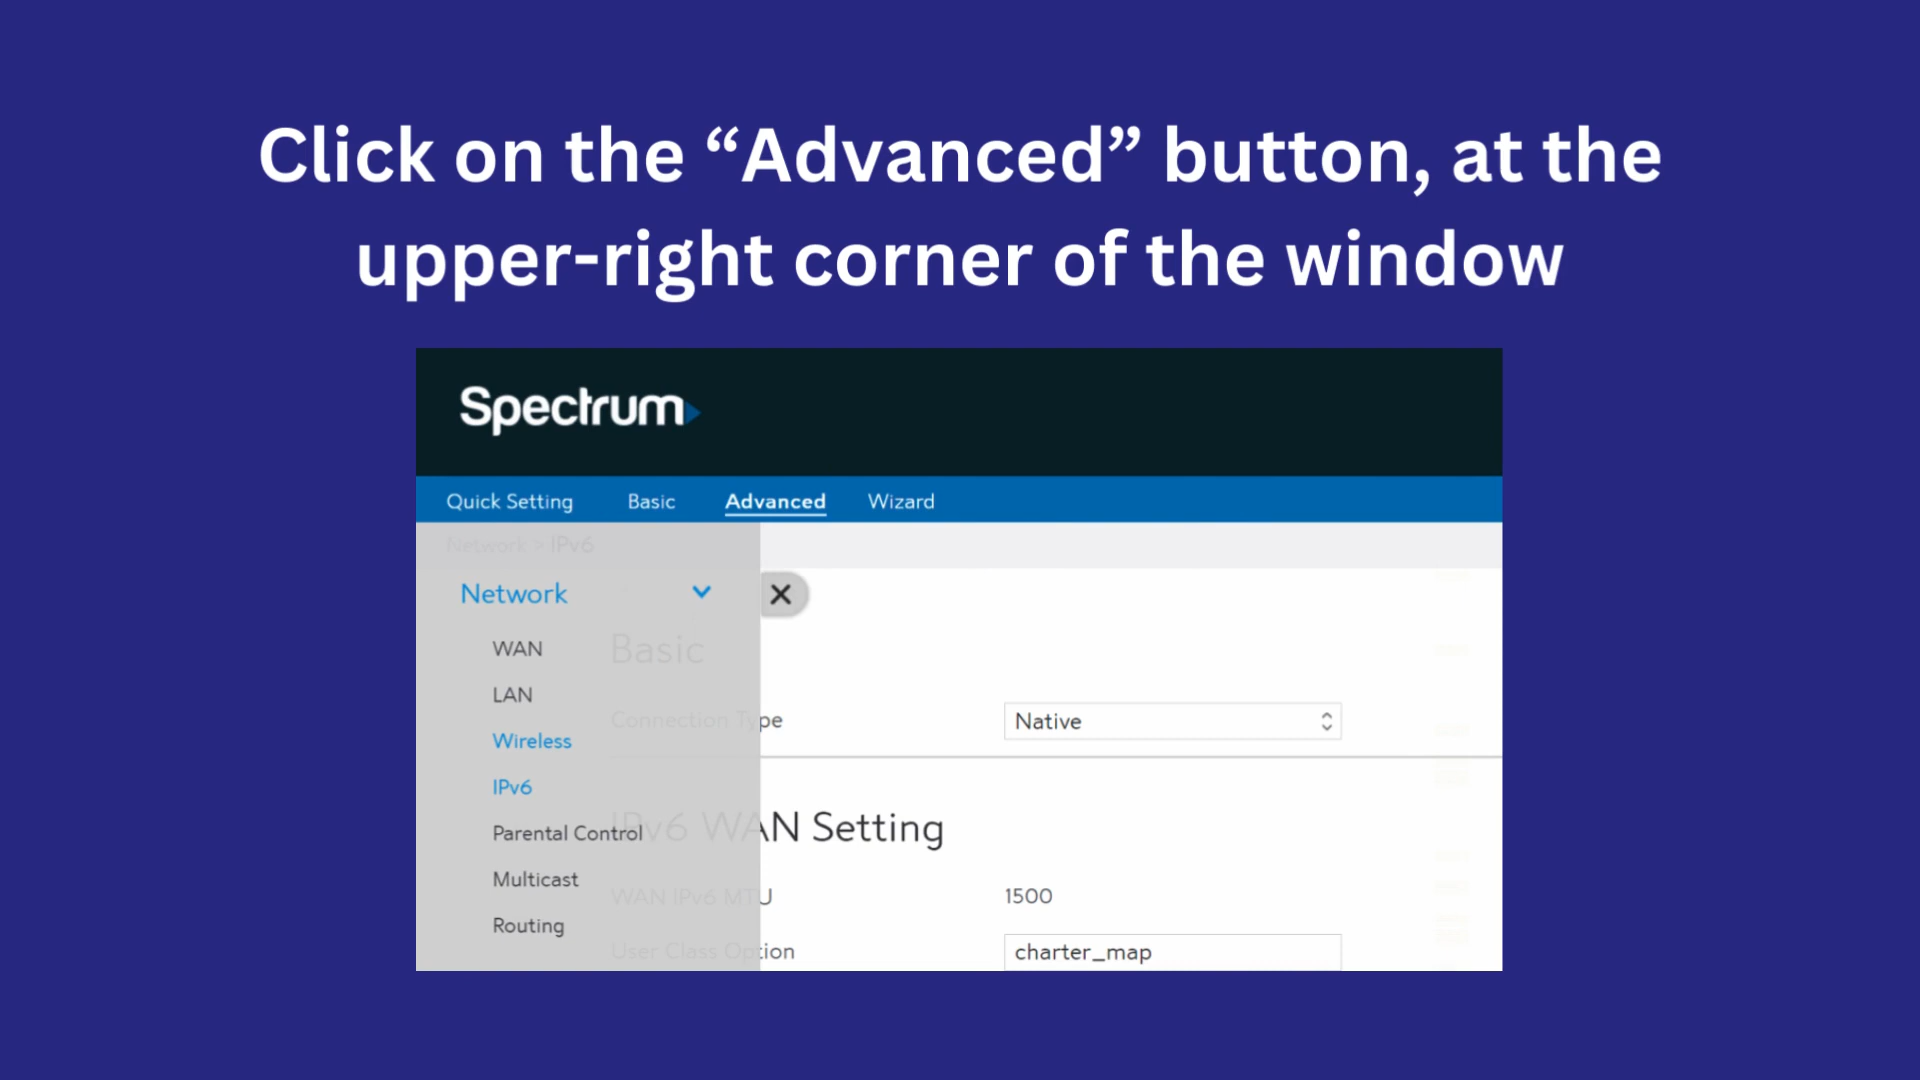 Click on the “Advanced” button, at the
upper-right corner of the window
Spectrum
Quick Setting Basic Advanced Wizard
Network > IPv6
Network
WAN
Basic
LAN
Connection Type Native
Wireless
IPv6
IPv6 WAN Setting
Parental Control
Multicast
WAN IPv6 MTU 1500
Routing
User Class Option charter_map